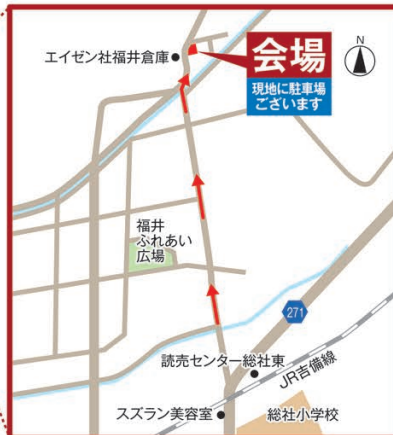 N
エイゼン社福井倉庫
会場
現地に駐車場
ございます
福井
ふれあい
広場
271
読売センター総社東
JR吉備線
スズラン美容室
総社小学校